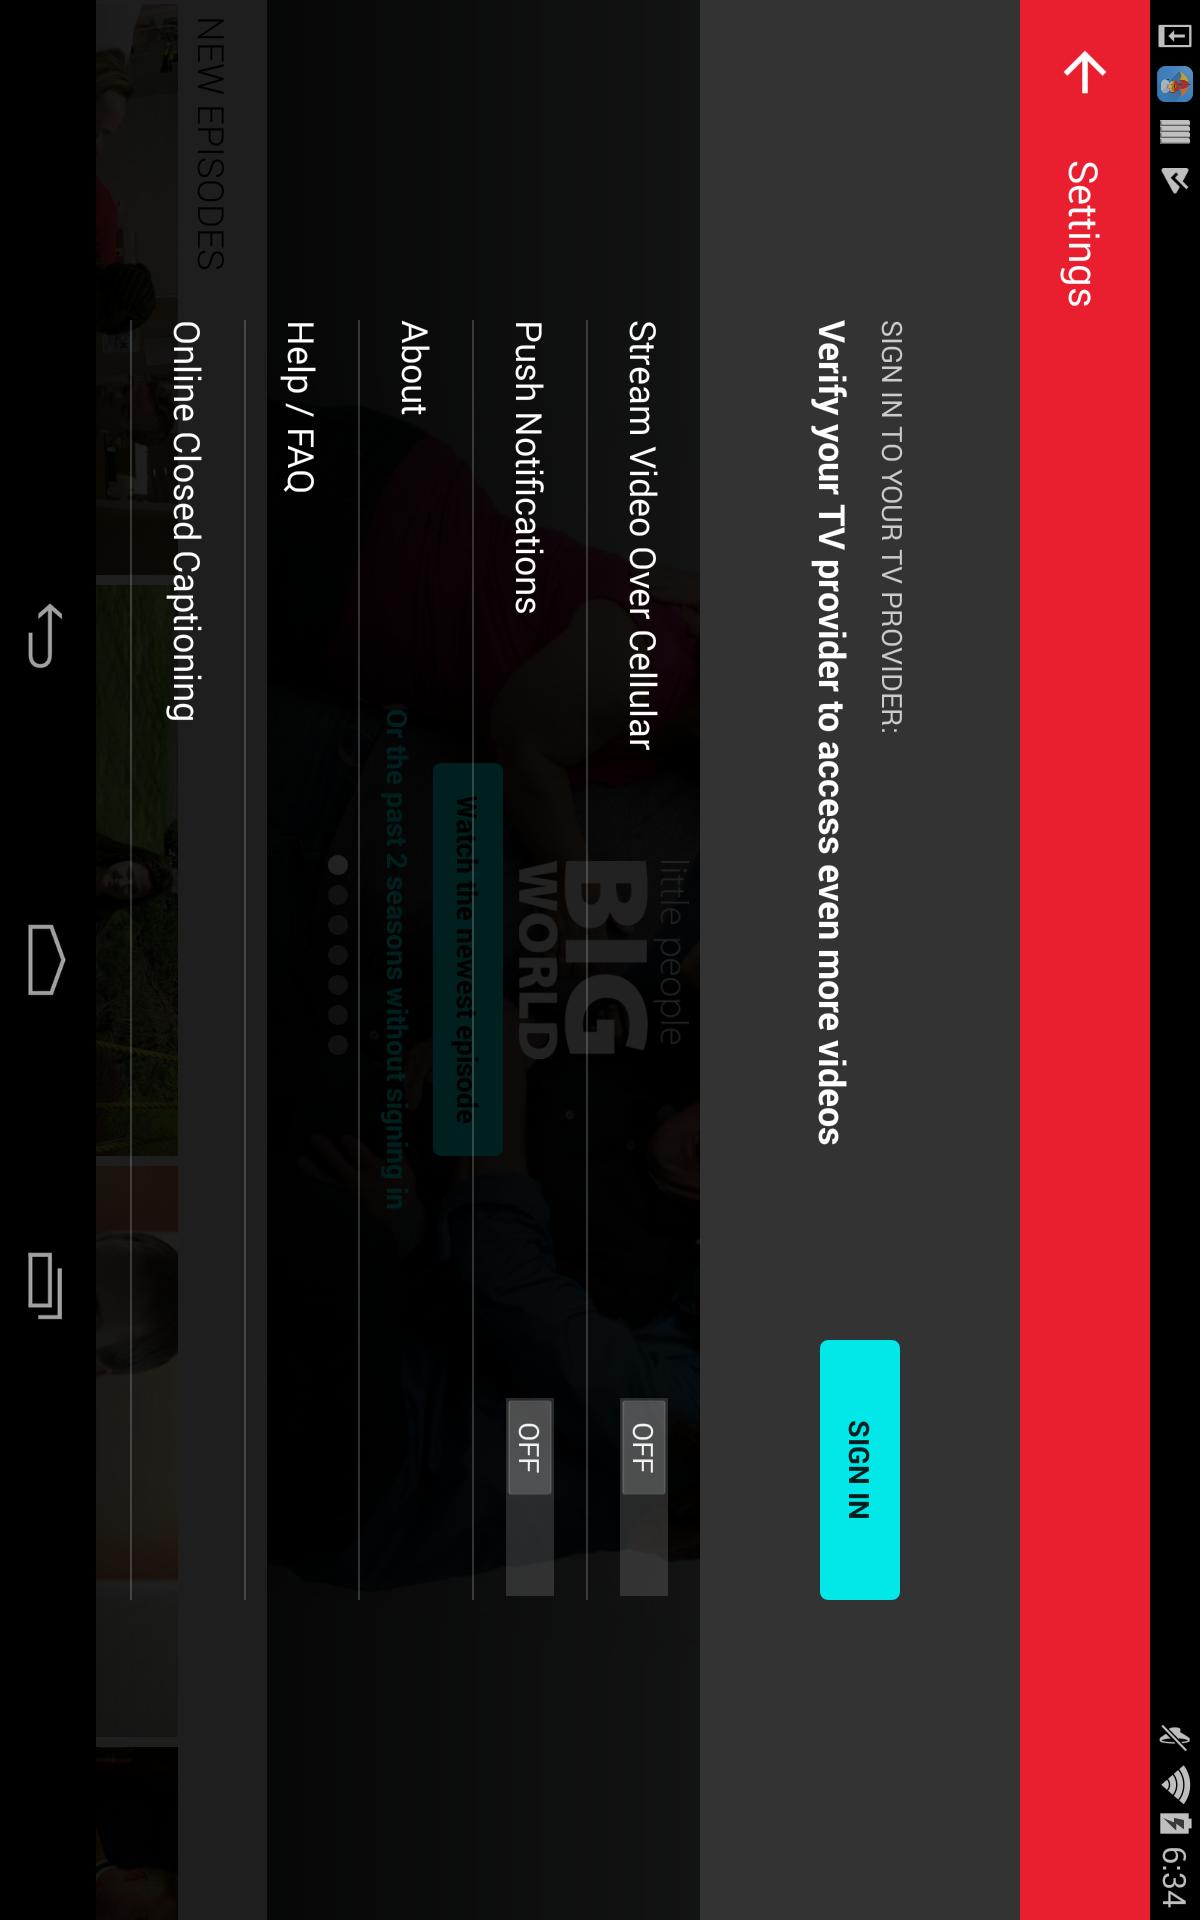 6:34
Settings
SIGN IN TO YOUR TV PROVIDER:
Verify your TV provider to access even more videos
SIGN IN
Stream Video Over Cellular
OFF
Push Notifications
OFF
About
Help / FAQ
Online Closed Captioning
little people
BIG
WORLD
Watch the newest episode
Or the past 2 seasons without signing in
NEW EPISODES